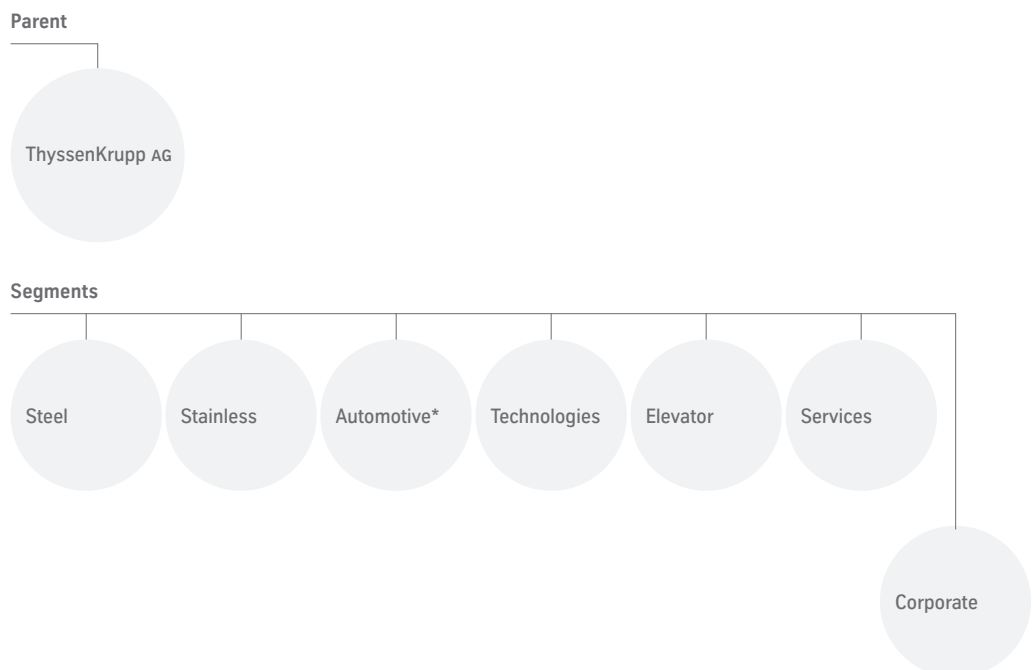 Parent
ThyssenKrupp AG
Segments
Steel
Stainless
Automotive*
Technologies
Elevator
Services
Corporate